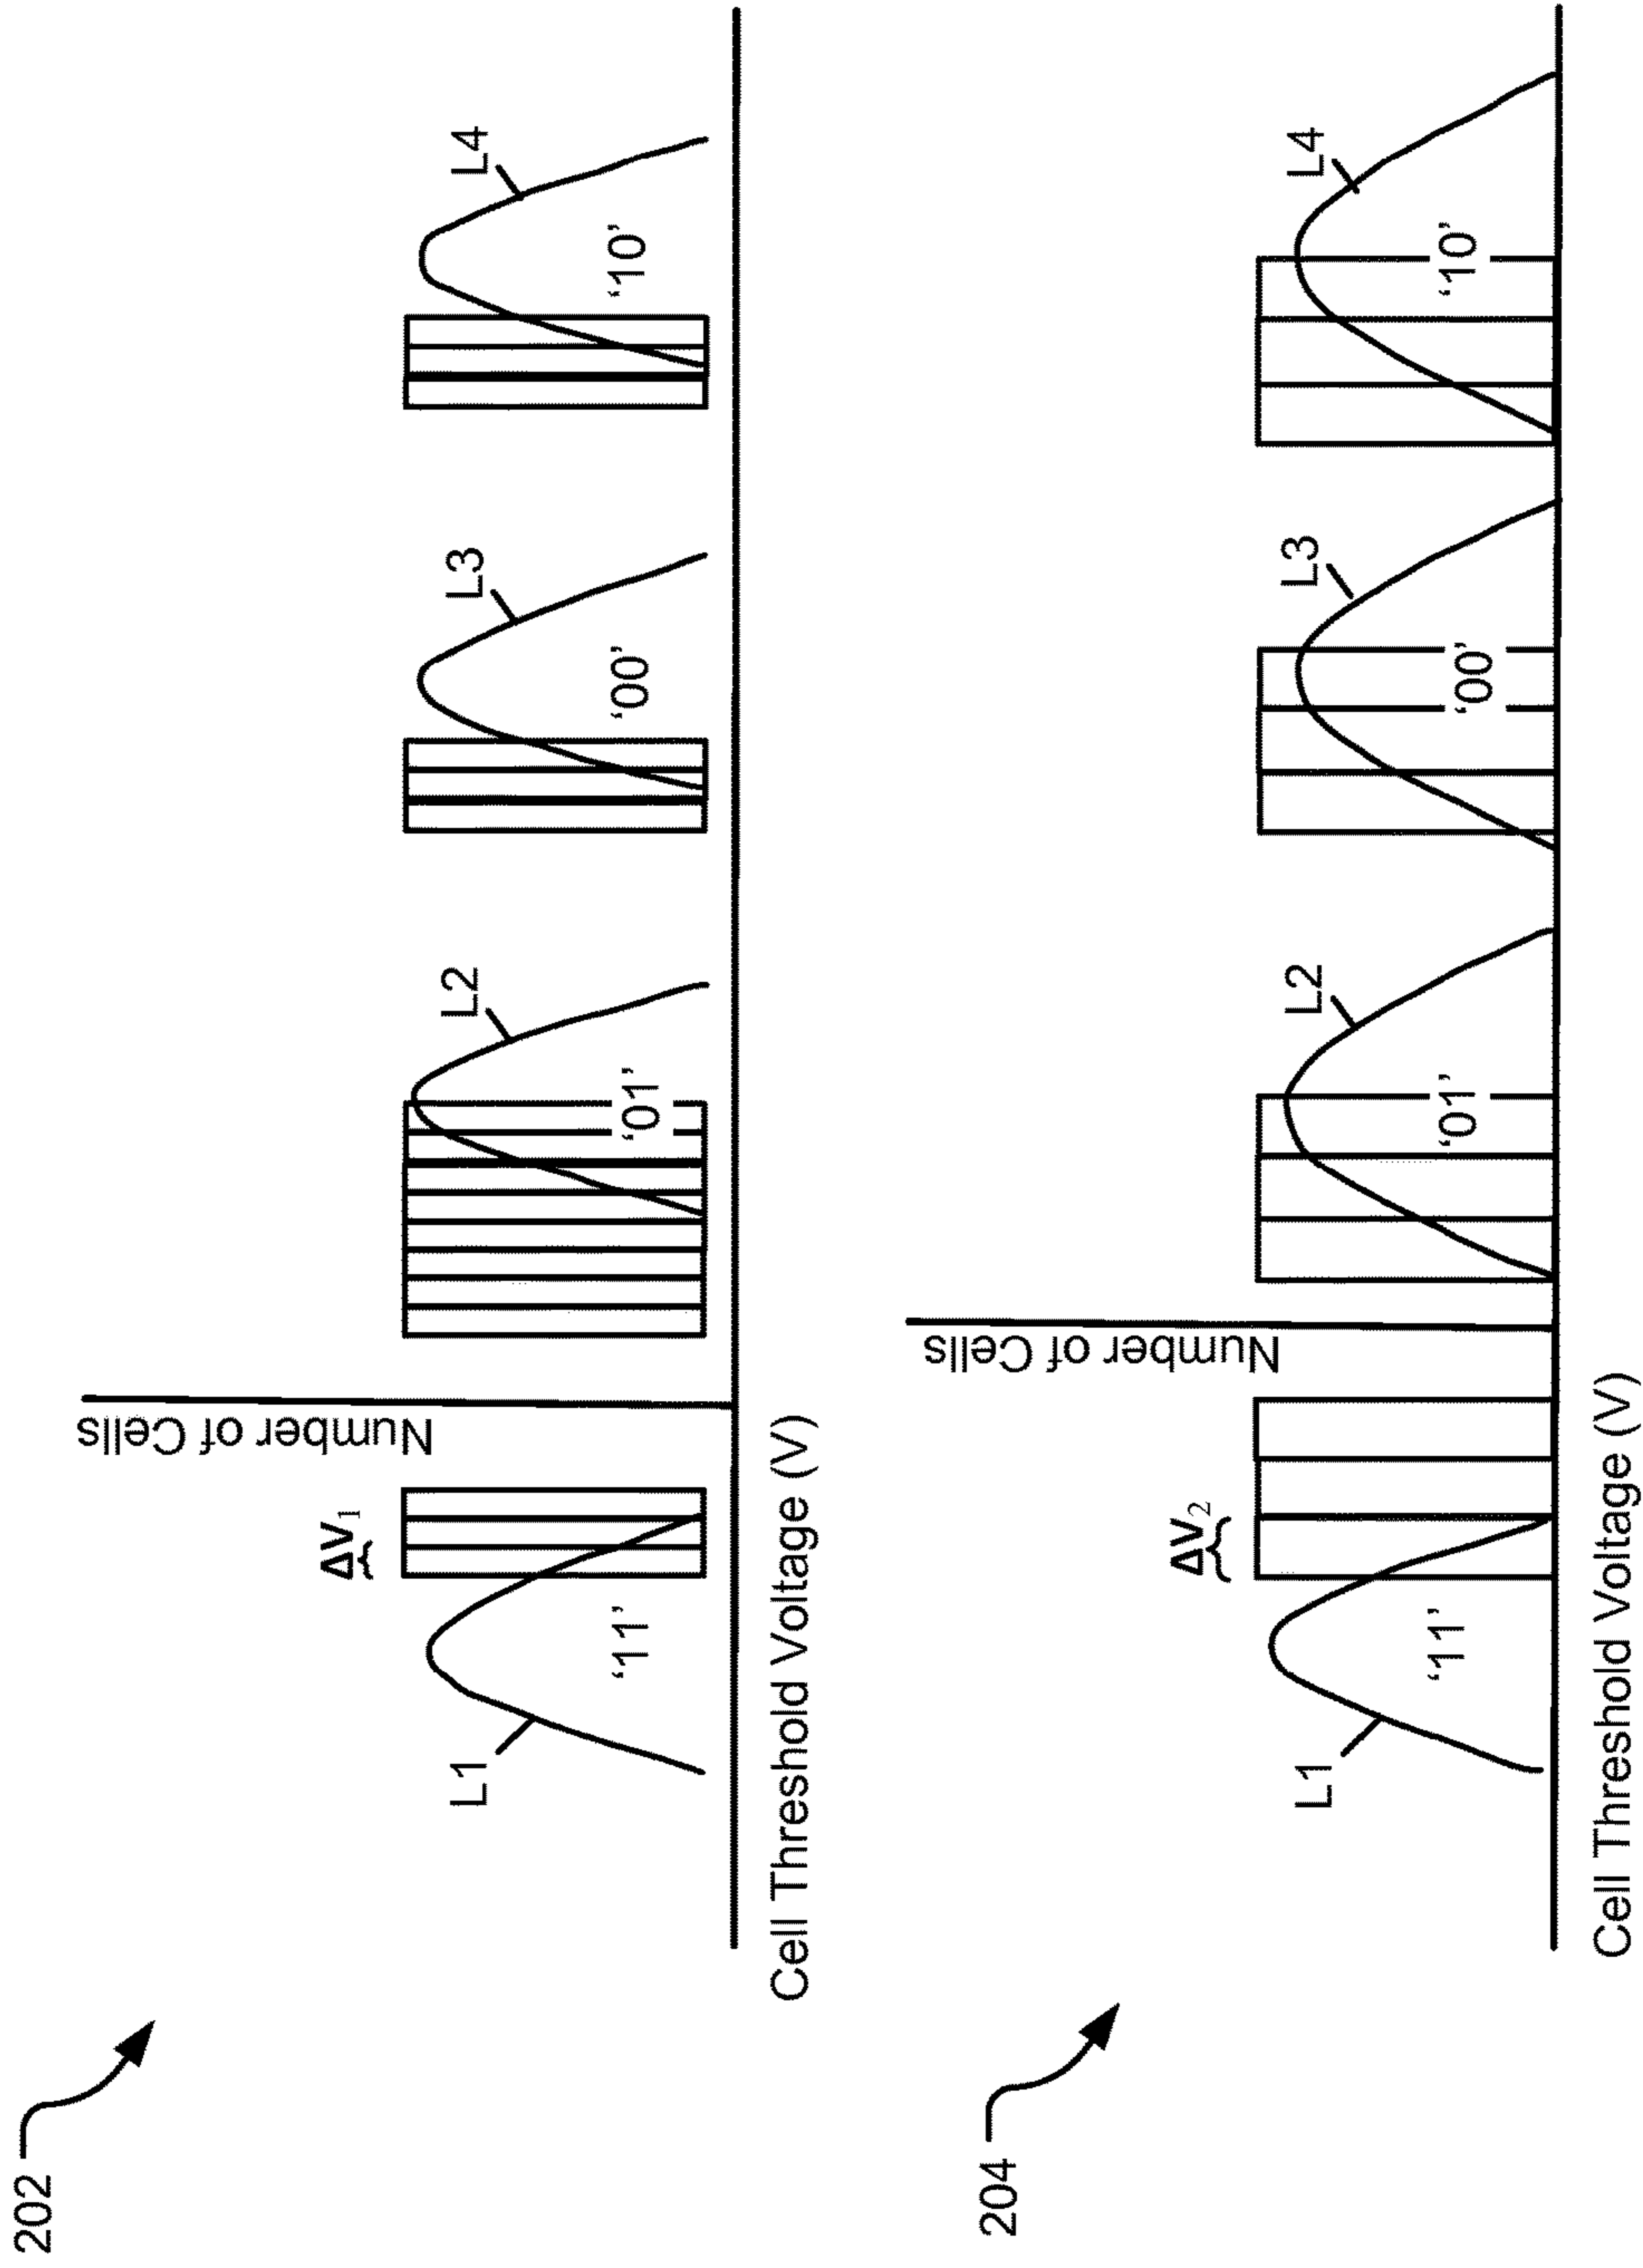 202
Number of Cells
ΔV1
L1
'11'
L2
'01'
L3
'00'
L4
'10'
Cell Threshold Voltage (V)
204
Number of Cells
ΔV2
L1
'11'
L2
'01'
L3
'00'
L4
'10'
Cell Threshold Voltage (V)